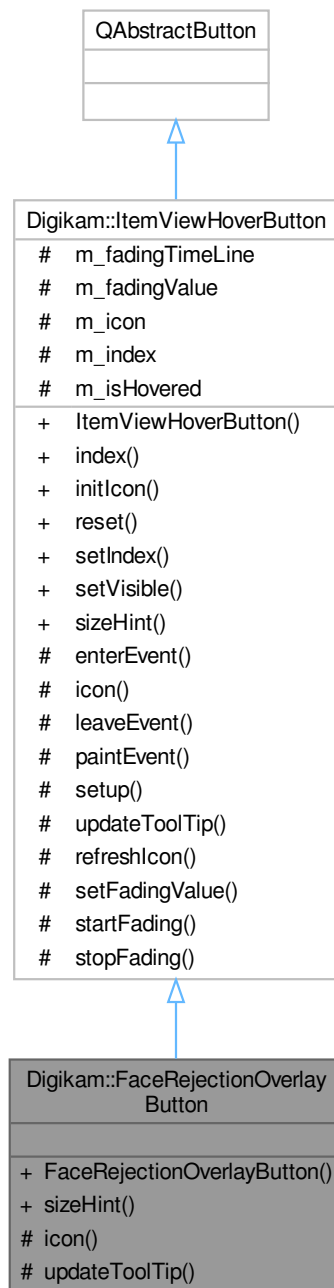 QAbstractButton
Digikam::ItemViewHoverButton
# m_fadingTimeLine
# m_fadingValue
# m_icon
# m_index
# m_isHovered
+ ItemViewHoverButton()
+ index()
+ initIcon()
+ reset()
+ setIndex()
+ setVisible()
+ sizeHint()
# enterEvent()
# icon()
# leaveEvent()
# paintEvent()
# setup()
# updateToolTip()
# refreshIcon()
# setFadingValue()
# startFading()
# stopFading()
Digikam::FaceRejectionOverlay
Button
+ FaceRejectionOverlayButton()
+ sizeHint()
# icon()
# updateToolTip()